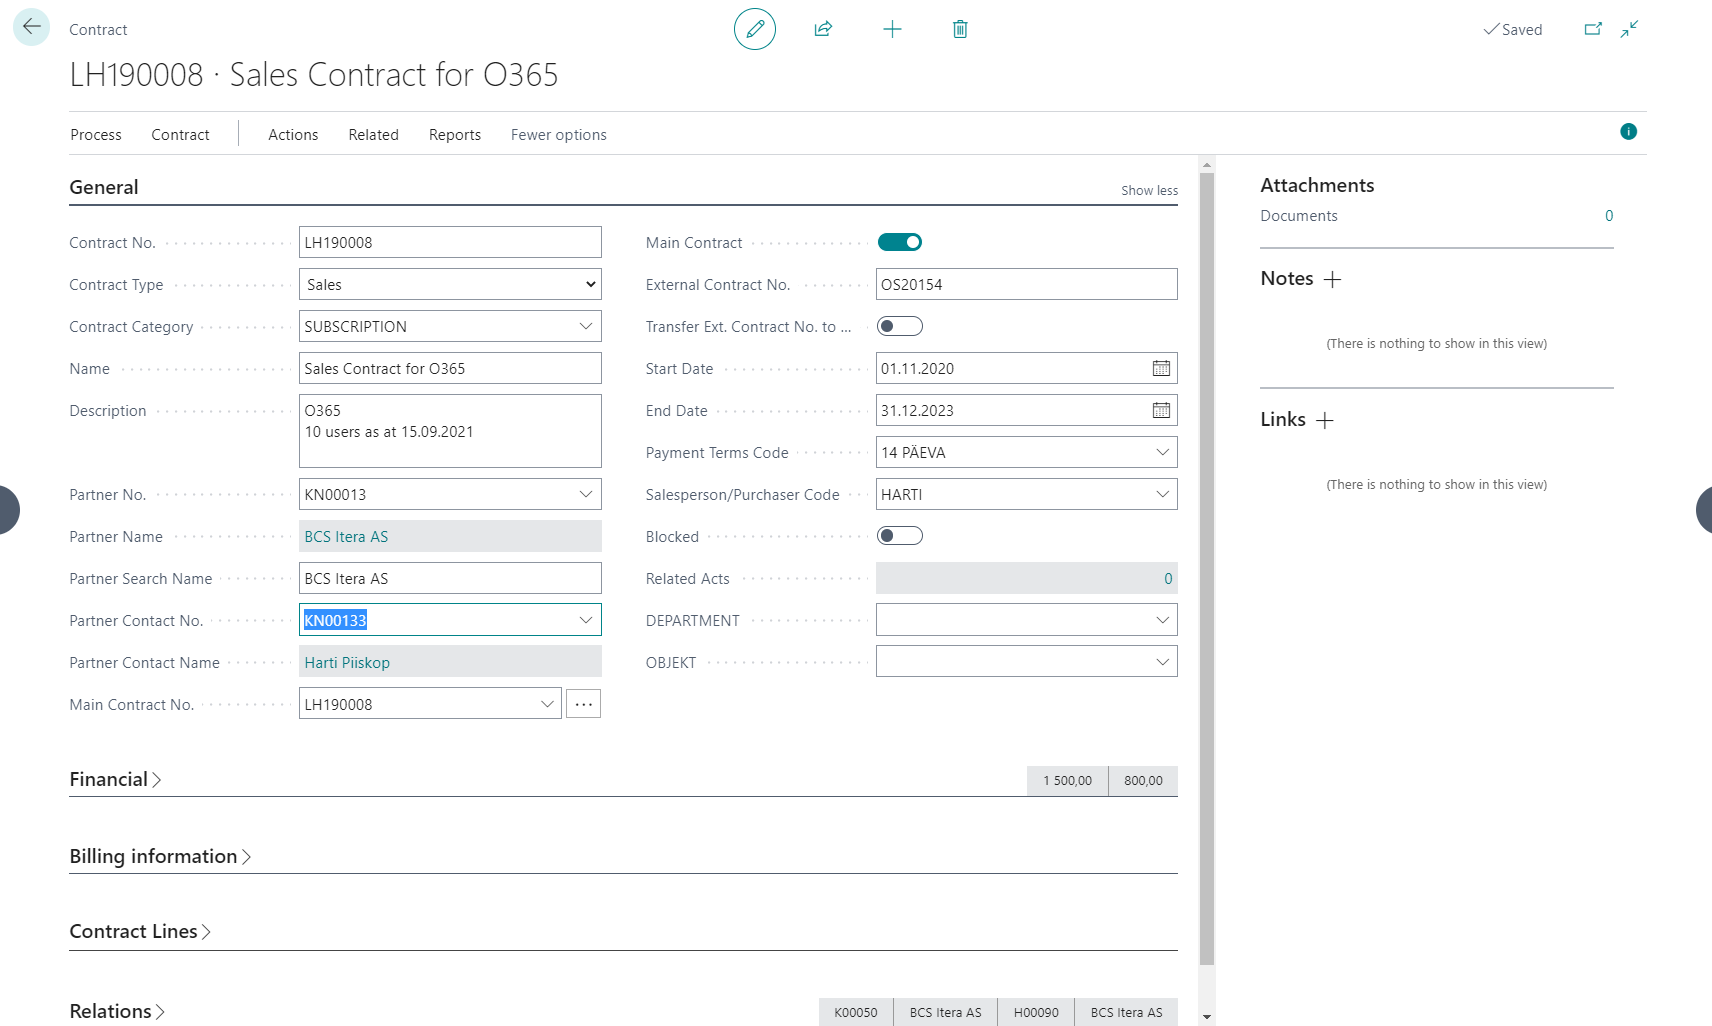 Contract
Saved
LH190008 · Sales Contract for O365
Process Contract Actions Related Reports Fewer options
General
Show less
Contract No. LH190008
Contract Type Sales
Contract Category SUBSCRIPTION
Name Sales Contract for O365
Description O365
10 users as at 15.09.2021
Partner No. KN00013
Partner Name BCS Itera AS
Partner Search Name BCS Itera AS
Partner Contact No. KN00133
Partner Contact Name Harti Piiskop
Main Contract No. LH190008 ...
Main Contract
External Contract No. OS20154
Transfer Ext. Contract No. to ...
Start Date 01.11.2020
End Date 31.12.2023
Payment Terms Code 14 PÄEVA
Salesperson/Purchaser Code HARTI
Blocked
Related Acts 0
DEPARTMENT
OBJEKT
Financial 1 500,00 800,00
Billing information
Contract Lines
Relations K00050 BCS Itera AS H00090 BCS Itera AS
Attachments
Documents 0
Notes
(There is nothing to show in this view)
Links
(There is nothing to show in this view)